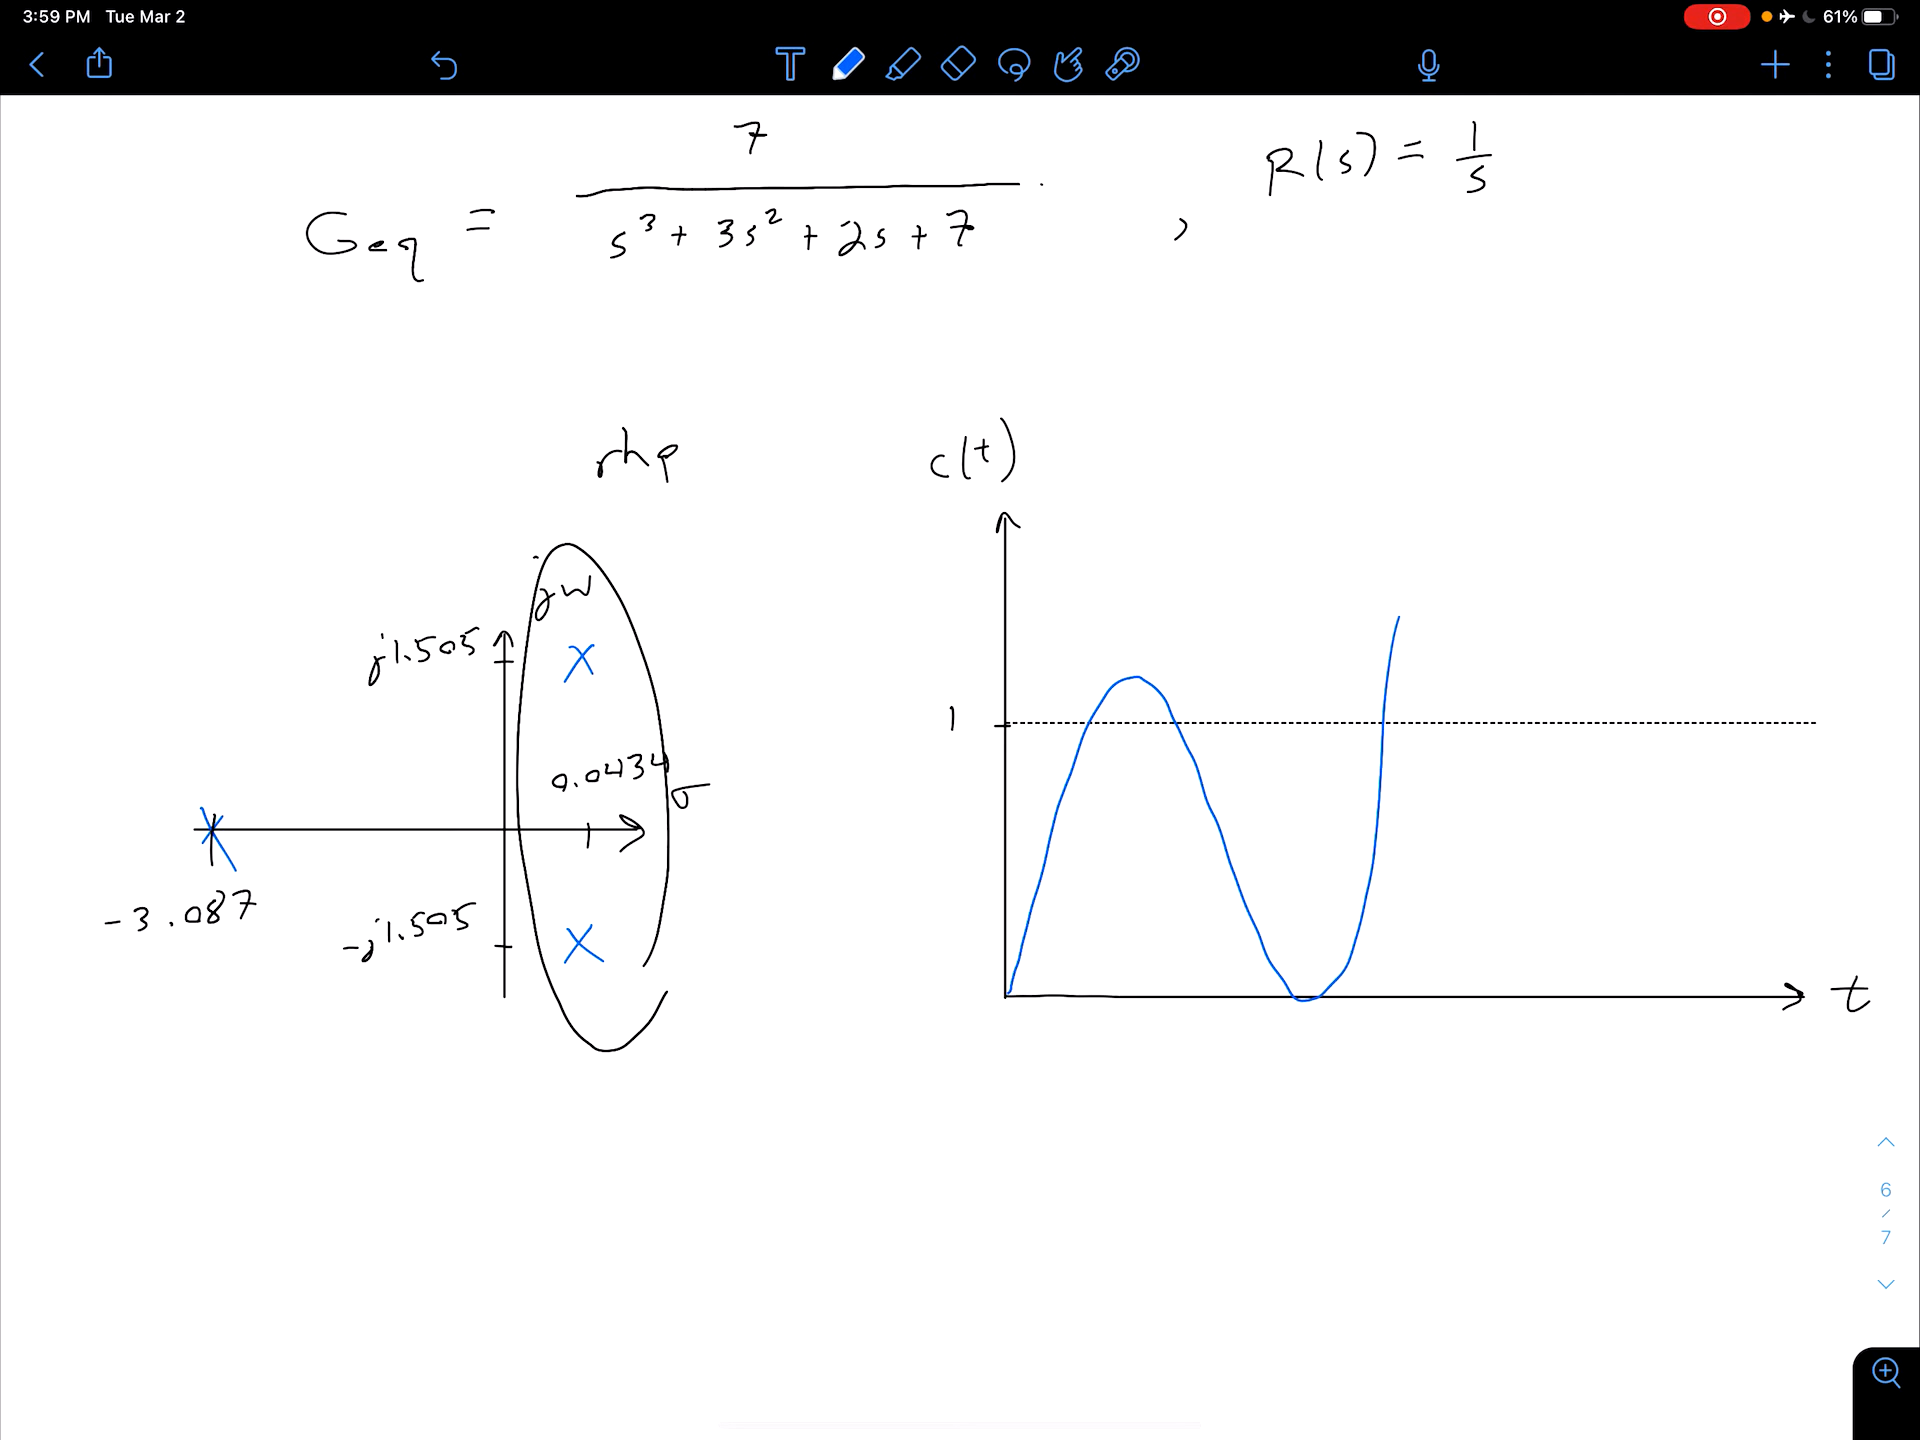 3:59 PM Tue Mar 2
61%
7
Geq = ———
s³ + 3s² + 2s + 7
, R(s) = 1/s
rhp
c(t)
jw
j1.505
1
0.0434
σ
-3.087
-j1.505
t
6
/
7